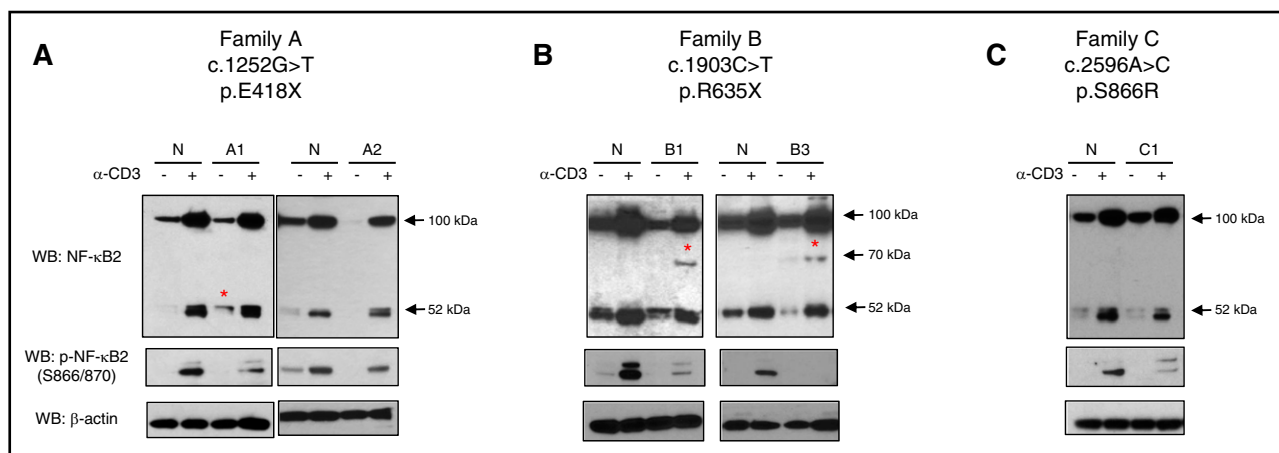 A
Family A
c.1252G>T
p.E418X
N A1 N A2
α-CD3 - + - + - + - +
WB: NF-κB2
100 kDa
*
52 kDa
WB: p-NF-κB2
(S866/870)
WB: β-actin
B
Family B
c.1903C>T
p.R635X
N B1 N B3
α-CD3 - + - + - + - +
100 kDa
* *
70 kDa
52 kDa
C
Family C
c.2596A>C
p.S866R
N C1
α-CD3 - + - +
100 kDa
52 kDa